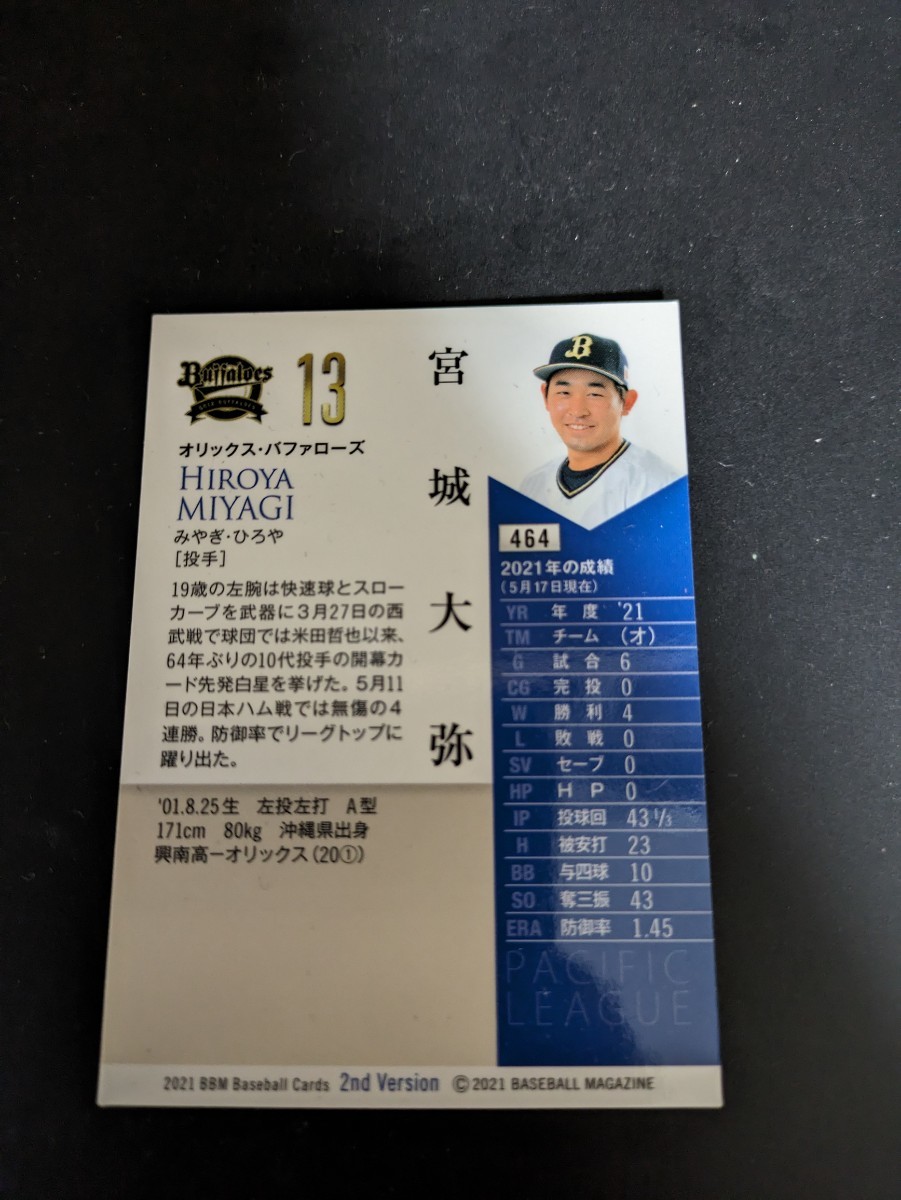 Buffaloes
13
オリックス・バファローズ
HIROYA
MIYAGI
みやぎ・ひろや
[投手]
宮城大弥
19歳の左腕は快速球とスロー
カーブを武器に3月27日の西
武戦で球団では米田哲也以来、
64年ぶりの10代投手の開幕カ
ード先発白星を挙げた。5月11
日の日本ハム戦では無傷の4
連勝。防御率でリーグトップに
躍り出た。
'01.8.25生 左投左打 A型
171cm 80kg 沖縄県出身
興南高ーオリックス(20①)
B
464
2021年の成績
(5月17日現在)
YR 年度 '21
TM チーム (オ)
G 試合 6
CG 完投 0
W 勝利 4
L 敗戦 0
SV セーブ 0
HP HP 0
IP 投球回 43 1/3
H 被安打 23
BB 与四球 10
SO 奪三振 43
ERA 防御率 1.45
PACIFIC
LEAGUE
2021 BBM Baseball Cards 2nd Version ©2021 BASEBALL MAGAZINE